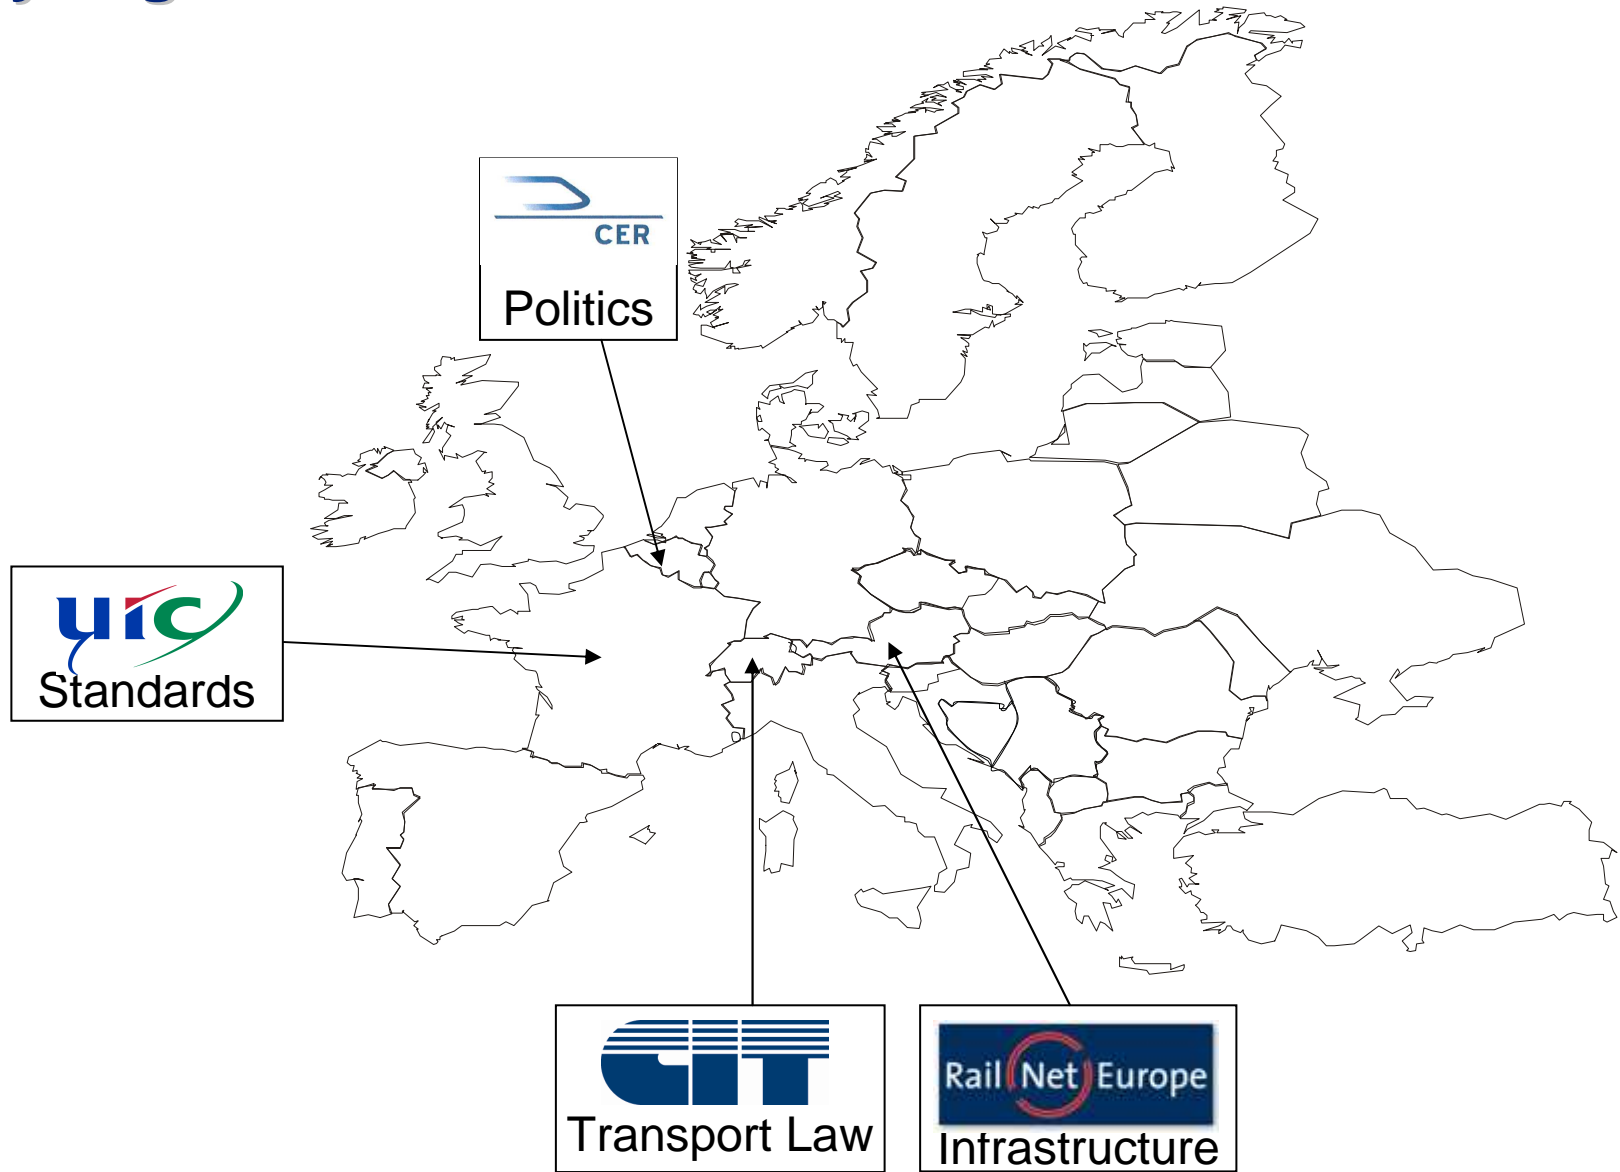 CER
Politics
uic
Standards
CIT
Transport Law
Rail Net Europe
Infrastructure